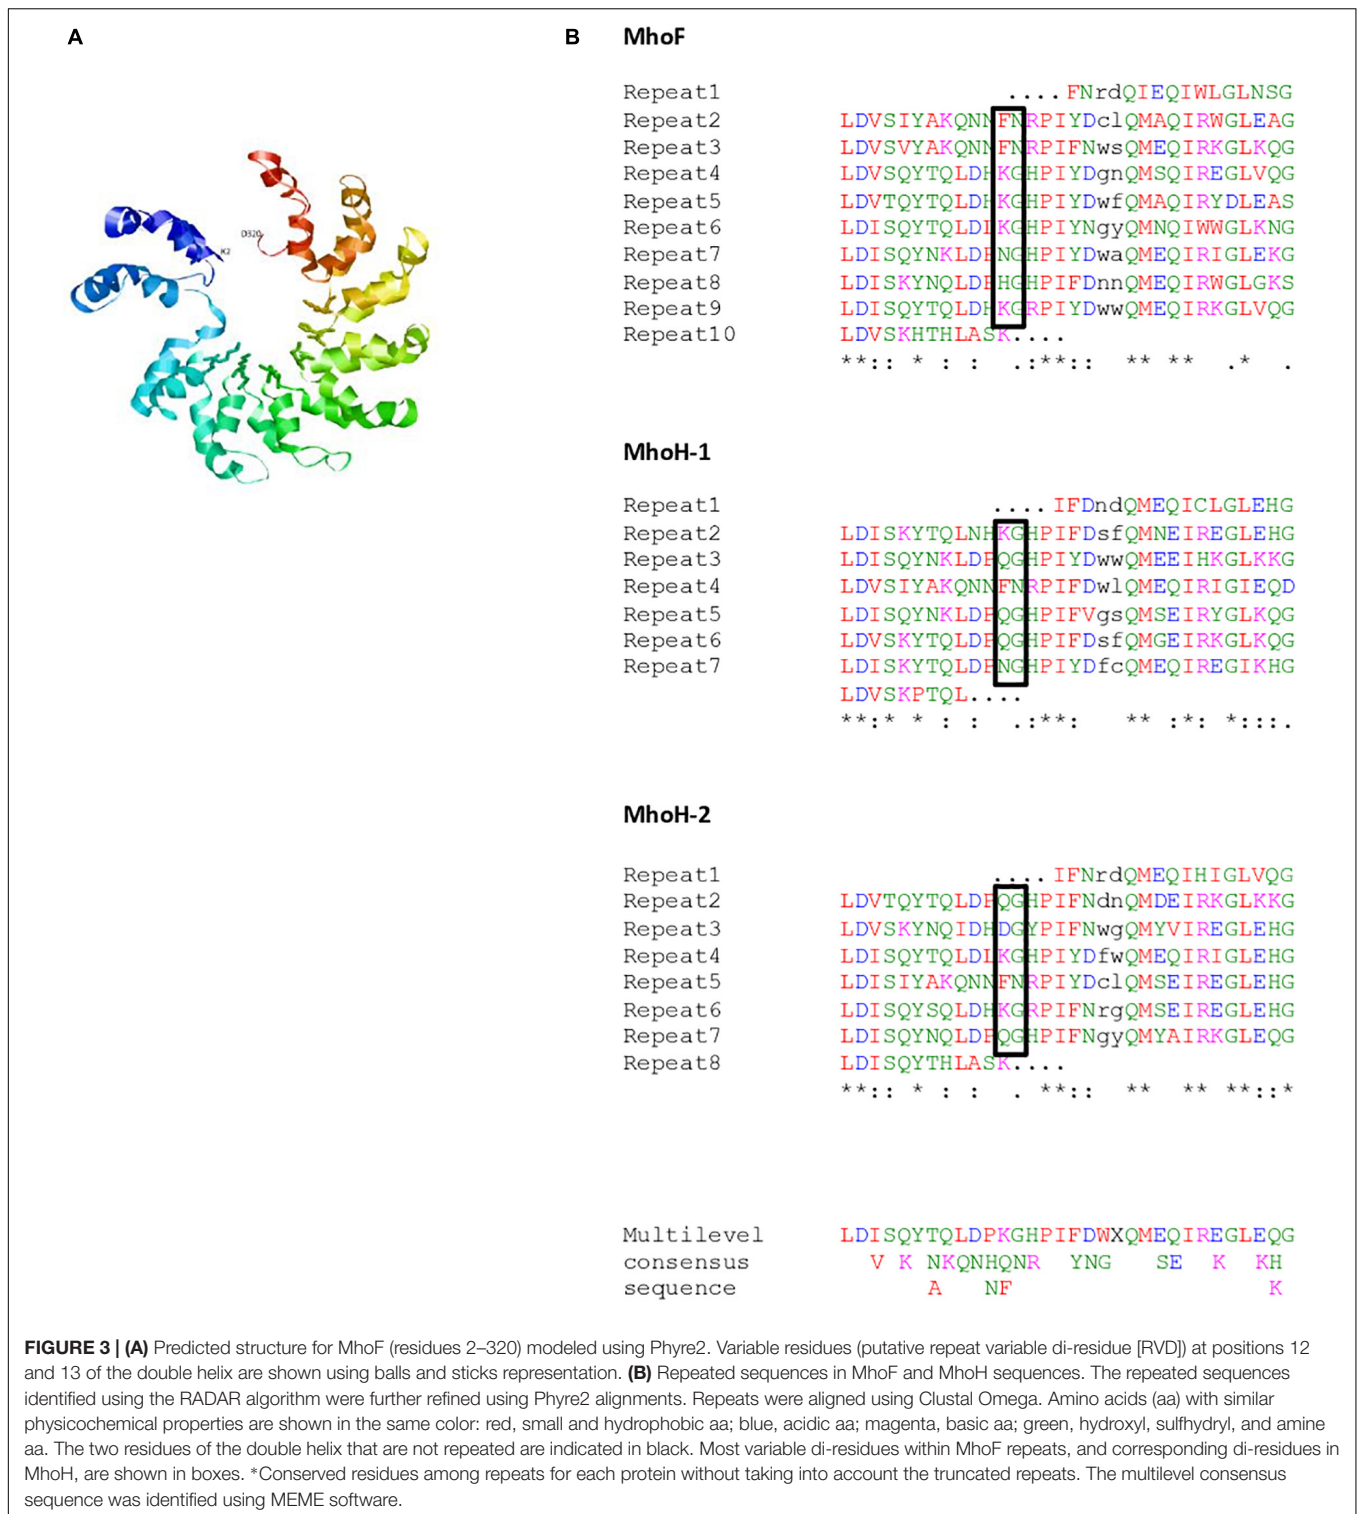 A
B MhoF
D320
K2
Repeat1 ....FNrdQIEQIWLGLNSG
Repeat2 LDVSIYAKQNNFNRPIYDclQMAQIRWGLEAG
Repeat3 LDVSVYAKQNNFNRPIFNwsQMEQIRKGLKQG
Repeat4 LDVSQYTQLDHKGHPIYDgnQMSQIREGLVQG
Repeat5 LDVTQYTQLDHKGHPIYDwfQMAQIRYDLEAS
Repeat6 LDISQYTQLDLKGHPIYNgyQMNQIWWGLKNG
Repeat7 LDISQYNKLDPNGHPIYDwaQMEQIRIGLEKG
Repeat8 LDISKYNQLDPHGHPIFDnnQMEQIRWGLGKS
Repeat9 LDISQYTQLDHKGRPIYDwwQMEQIRKGLVQG
Repeat10 LDVSKHTHLASK....
**:: * : : .:**:: ** ** .* .
MhoH-1
Repeat1 ....IFDndQMEQICLGLEHG
Repeat2 LDISKYTQLNHKGHPIFDsfQMNEIREGLEHG
Repeat3 LDISQYNKLDPQGHPIYDwwQMEEIHKGLKKG
Repeat4 LDVSIYAKQNNFNRPIFDwlQMEQIRIGIEQD
Repeat5 LDISQYNKLDPQGHPIFVgsQMSEIRYGLKQG
Repeat6 LDVSKYTQLDPQGHPIFDsfQMGEIRKGLKQG
Repeat7 LDISKYTQLDPNGHPIYDfcQMEQIREGIKHG
LDVSKPTQL....
**:* * : : .:**: ** :*: *:::.
MhoH-2
Repeat1 ....IFNrdQMEQIHIGLVQG
Repeat2 LDVTQYTQLDPQGHPIFNdnQMDEIRKGLKKG
Repeat3 LDVSKYNQIDHDGYPIFNwgQMYVIREGLEHG
Repeat4 LDISQYTQLDLKGHPIYDfwQMEQIRIGLEHG
Repeat5 LDISIYAKQNNFNRPIYDclQMSEIREGLEHG
Repeat6 LDISQYSQLDHKGRPIFNrgQMSEIREGLEHG
Repeat7 LDISQYNQLDPQGHPIFNgyQMYAIRKGLEQG
Repeat8 LDISQYTHLASK....
**:: * : : . **:: ** ** **::*
Multilevel LDISQYTQLDPKGHPIFDWXQMEQIREGLEQG
consensus V K NKQNHQNR YNG SE K KH
sequence A NF K
FIGURE 3 | (A) Predicted structure for MhoF (residues 2–320) modeled using Phyre2. Variable residues (putative repeat variable di-residue [RVD]) at positions 12
and 13 of the double helix are shown using balls and sticks representation. (B) Repeated sequences in MhoF and MhoH sequences. The repeated sequences
identified using the RADAR algorithm were further refined using Phyre2 alignments. Repeats were aligned using Clustal Omega. Amino acids (aa) with similar
physicochemical properties are shown in the same color: red, small and hydrophobic aa; blue, acidic aa; magenta, basic aa; green, hydroxyl, sulfhydryl, and amine
aa. The two residues of the double helix that are not repeated are indicated in black. Most variable di-residues within MhoF repeats, and corresponding di-residues in
MhoH, are shown in boxes. *Conserved residues among repeats for each protein without taking into account the truncated repeats. The multilevel consensus
sequence was identified using MEME software.